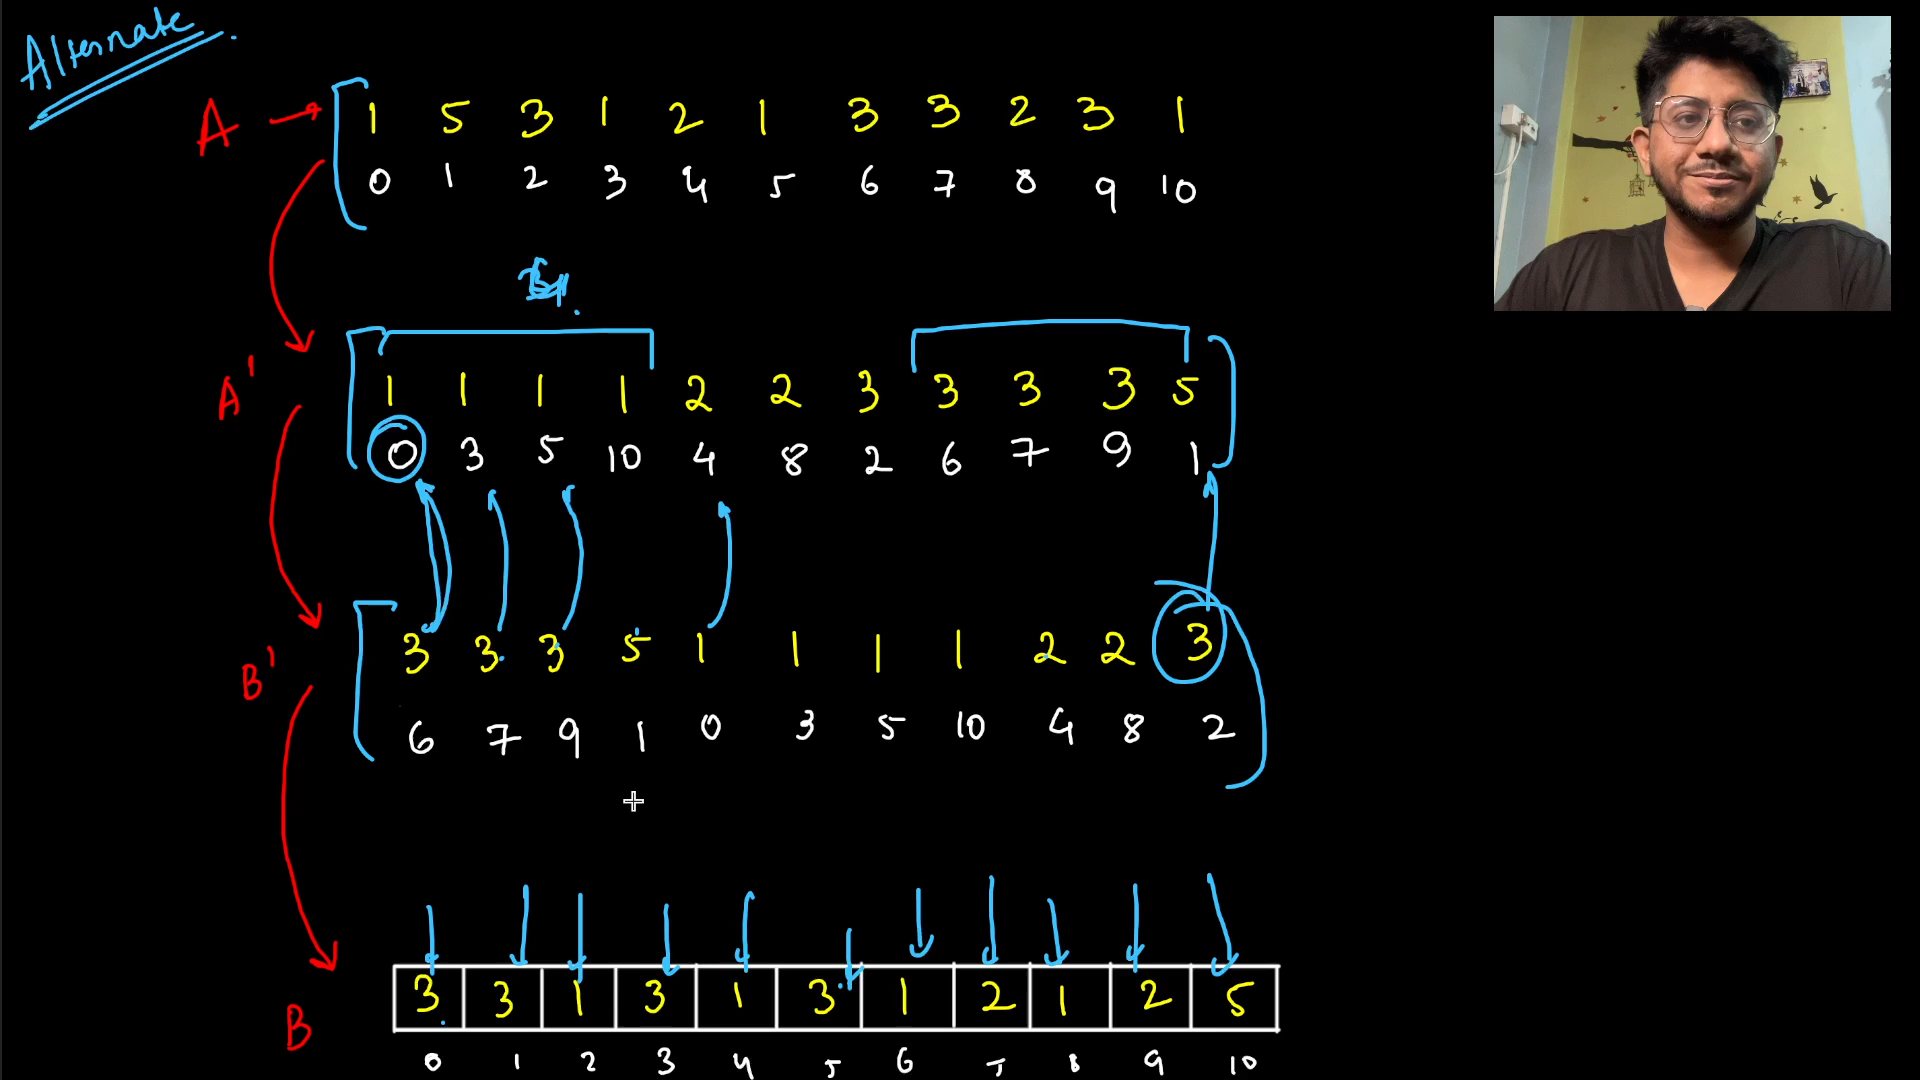 Alternate
A → [ 1 5 3 1 2 1 3 3 2 3 1
0 1 2 3 4 5 6 7 8 9 10
A' [ 1 1 1 1 2 2 3 3 3 3 5 ]
0 3 5 10 4 8 2 6 7 9 1
B' [ 3 3 3 5 1 1 1 1 2 2 3 ]
6 7 9 1 0 3 5 10 4 8 2
B 3 3 1 3 1 3 1 2 1 2 5
0 1 2 3 4 5 6 7 8 9 10